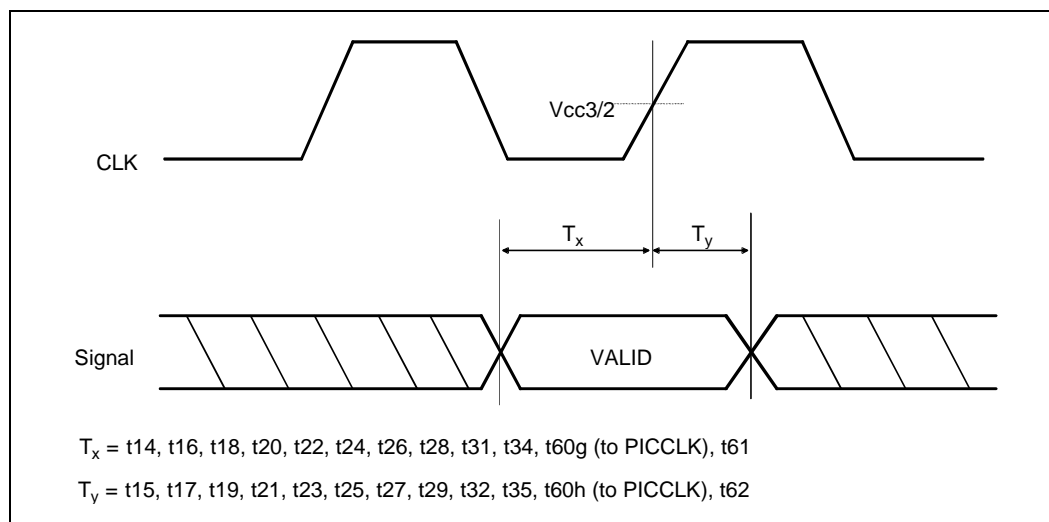 Vcc3/2
CLK
Tx Ty
Signal VALID
Tx = t14, t16, t18, t20, t22, t24, t26, t28, t31, t34, t60g (to PICCLK), t61
Ty = t15, t17, t19, t21, t23, t25, t27, t29, t32, t35, t60h (to PICCLK), t62